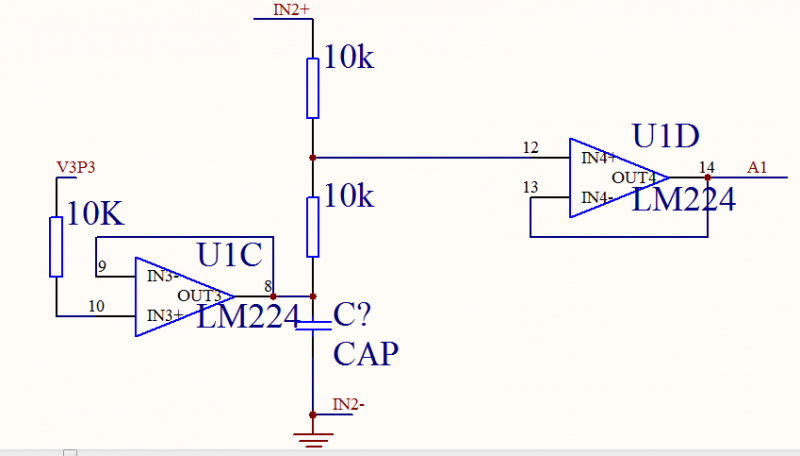 IN2+
10k
U1D
12
IN4+
14
A1
OUT4
13
IN4-
LM224
V3P3
10K
10k
U1C
9
IN3-
8
OUT3
10
IN3+
LM224
C?
CAP
IN2-